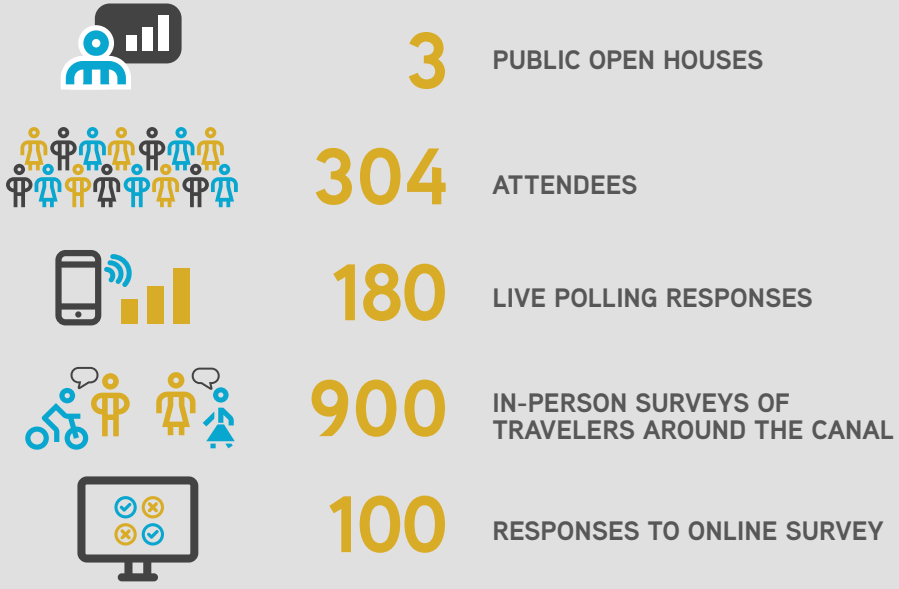 3 PUBLIC OPEN HOUSES
304 ATTENDEES
180 LIVE POLLING RESPONSES
900 IN-PERSON SURVEYS OF
TRAVELERS AROUND THE CANAL
100 RESPONSES TO ONLINE SURVEY